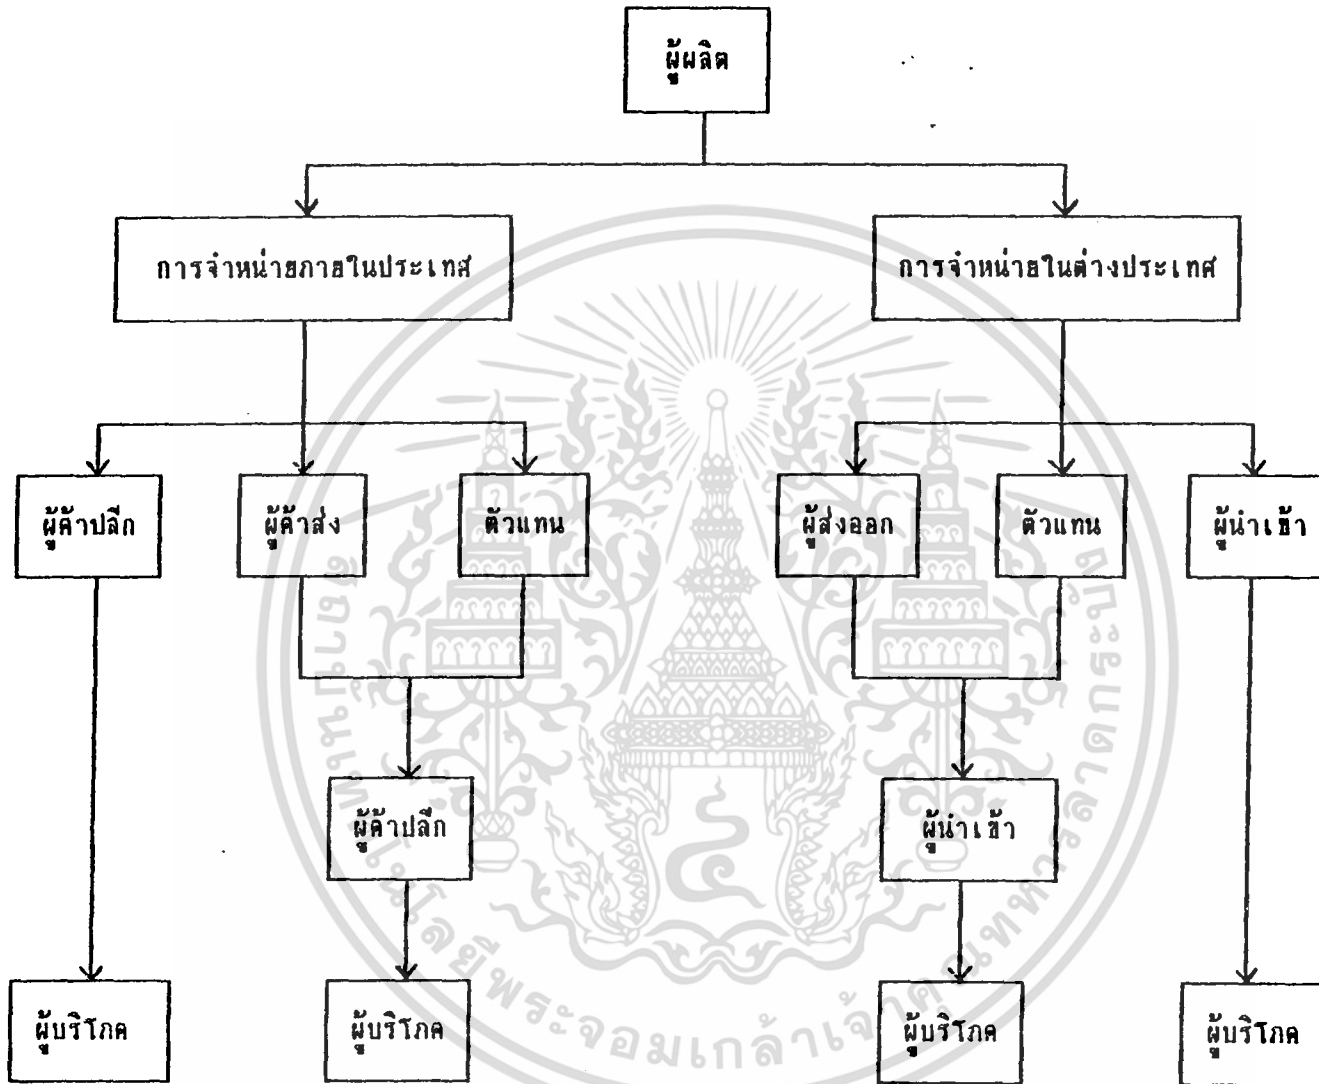 ผู้ผลิต
การจำหน่ายภายในประเทศ
การจำหน่ายในต่างประเทศ
ผู้ค้าปลีก
ผู้ค้าส่ง
ตัวแทน
ผู้ส่งออก
ตัวแทน
ผู้นำเข้า
ผู้ค้าปลีก
ผู้นำเข้า
ผู้บริโภค
ผู้บริโภค
ผู้บริโภค
ผู้บริโภค